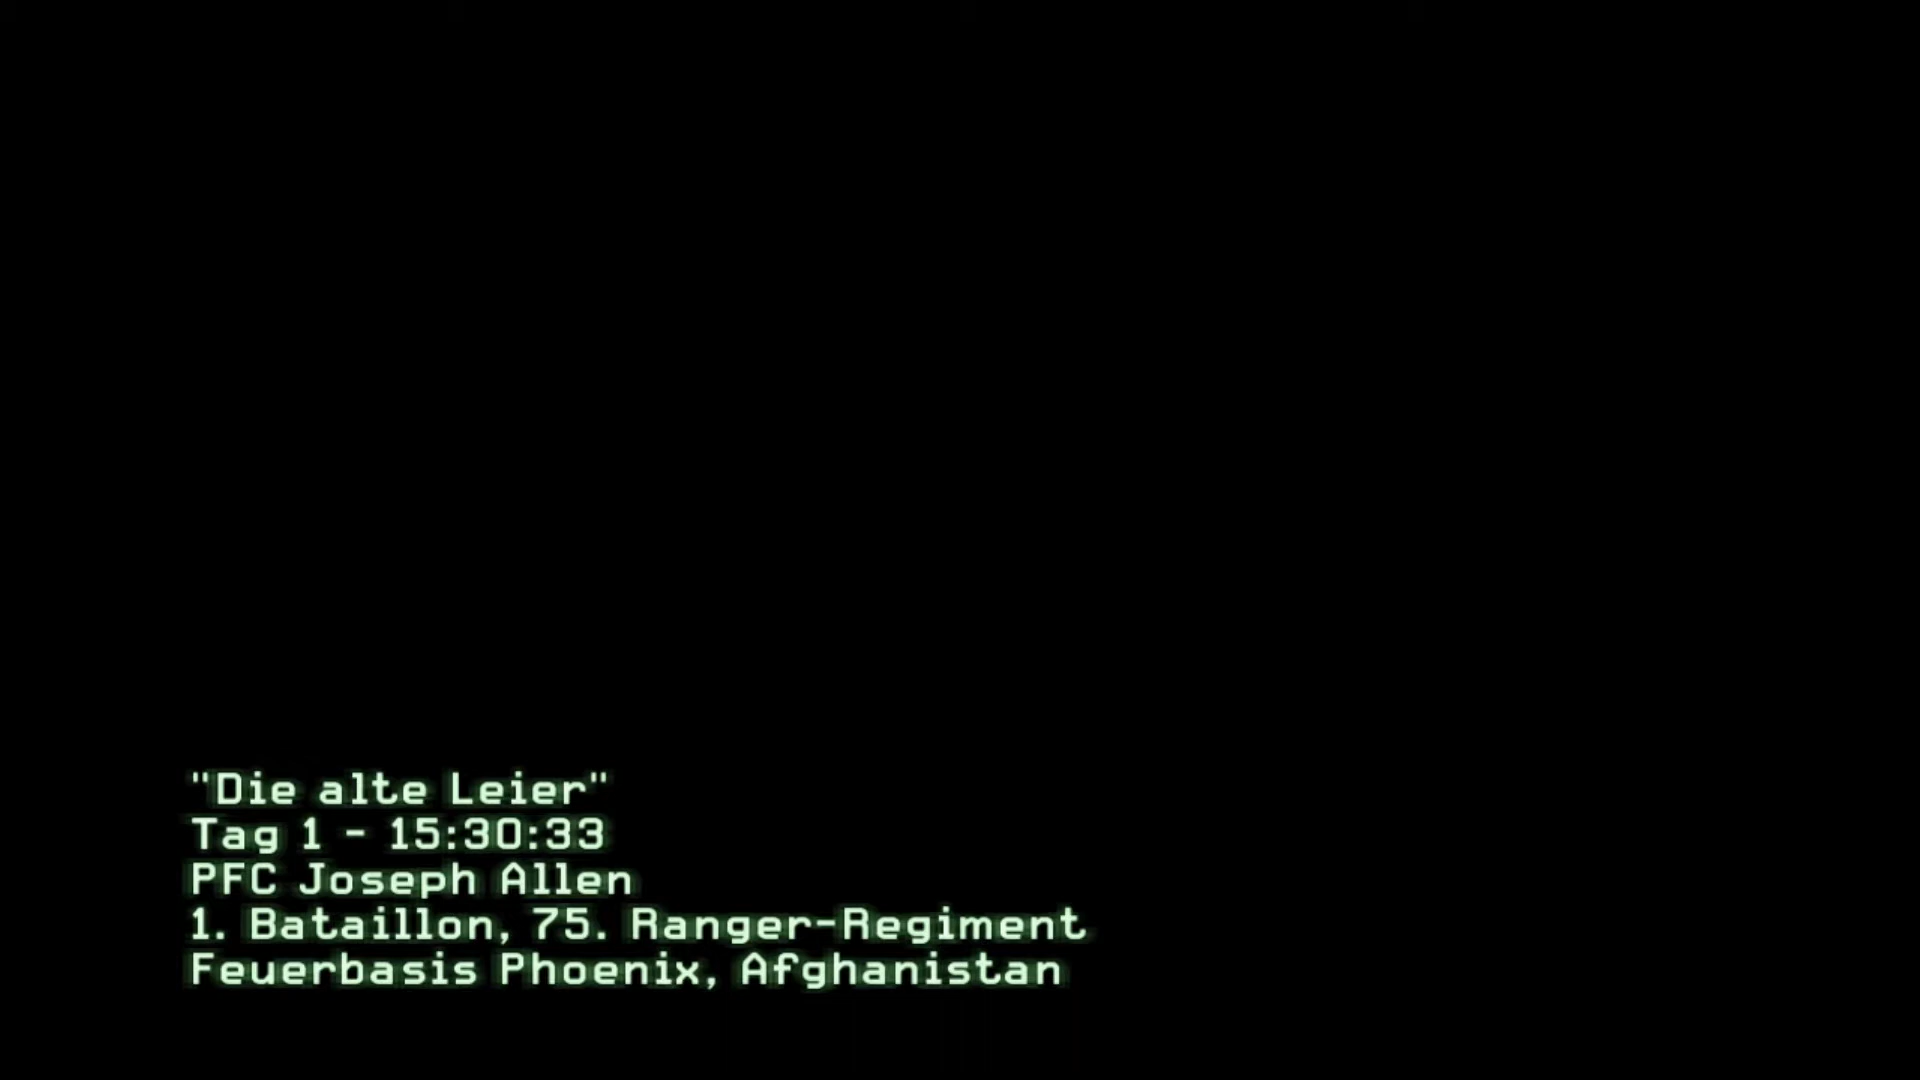 "Die alte Leier"
Tag 1 - 15:30:33
PFC Joseph Allen
1. Bataillon, 75. Ranger-Regiment
Feuerbasis Phoenix, Afghanistan